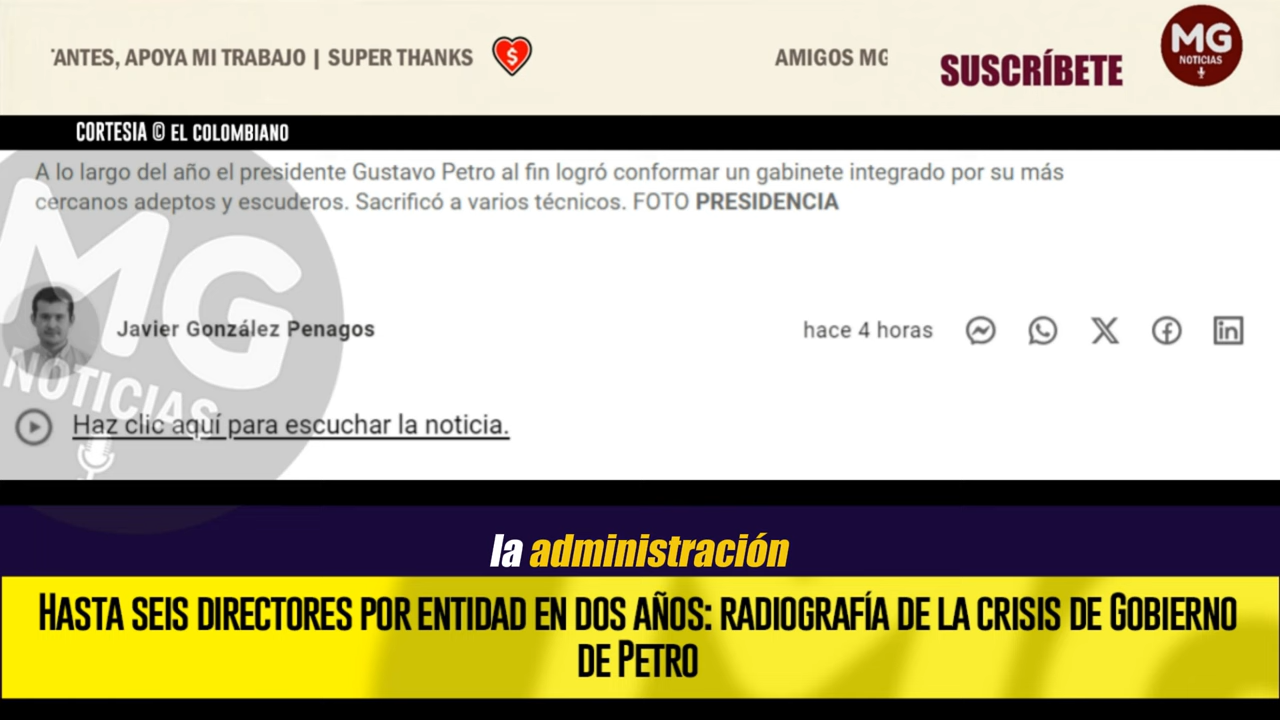 'ANTES, APOYA MI TRABAJO | SUPER THANKS
$
AMIGOS MG
SUSCRÍBETE
MG
NOTICIAS
CORTESIA © EL COLOMBIANO
A lo largo del año el presidente Gustavo Petro al fin logró conformar un gabinete integrado por su más
cercanos adeptos y escuderos. Sacrificó a varios técnicos. FOTO PRESIDENCIA
MG
NOTICIAS
Javier González Penagos
hace 4 horas
Haz clic aquí para escuchar la noticia.
la administración
HASTA SEIS DIRECTORES POR ENTIDAD EN DOS AÑOS: RADIOGRAFÍA DE LA CRISIS DE GOBIERNO
DE PETRO